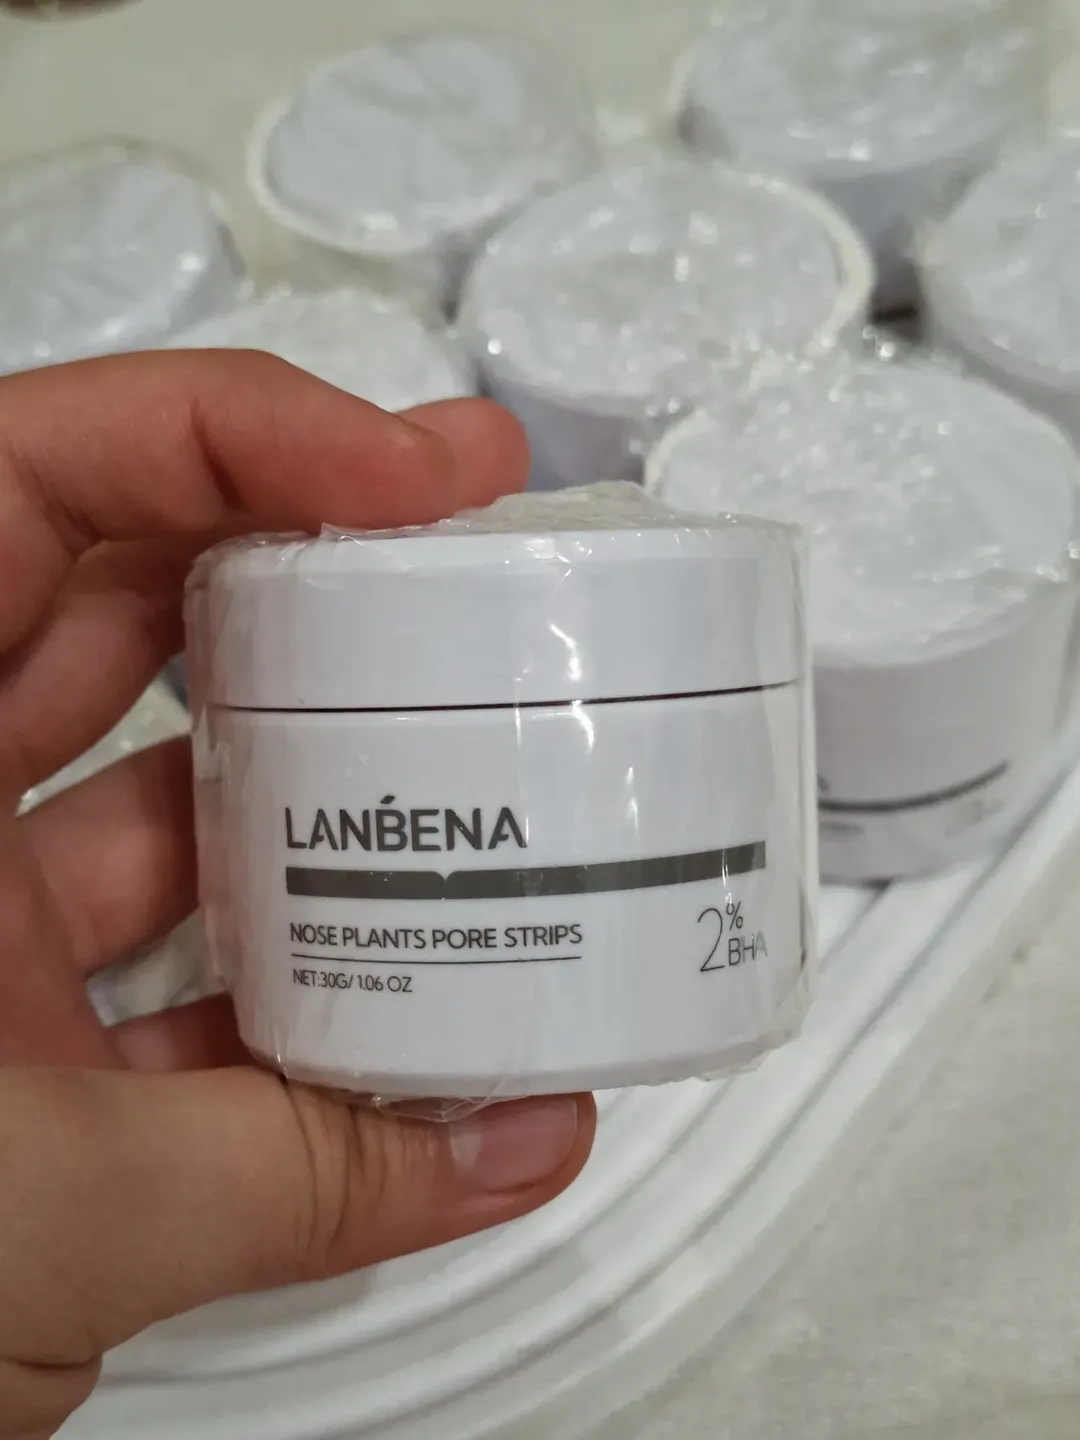 LANBENA
NOSE PLANTS PORE STRIPS
NET:30G/ 1.06 OZ
2%
BHA